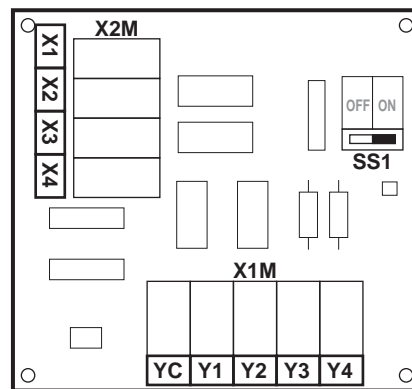 X2M
X1
X2
X3
X4
OFF ON
SS1
X1M
YC Y1 Y2 Y3 Y4